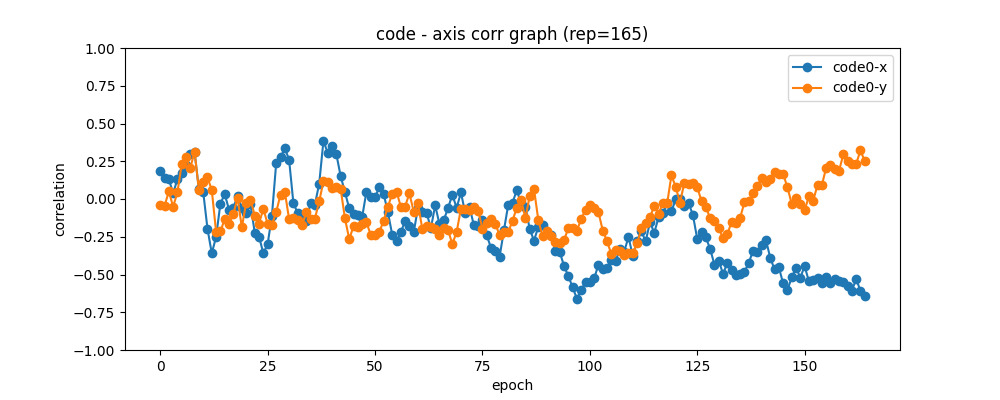 code - axis corr graph (rep=165)
1.00
0.75
0.50
0.25
0.00
−0.25
−0.50
−0.75
−1.00
correlation
0 25 50 75 100 125 150
epoch
code0-x
code0-y